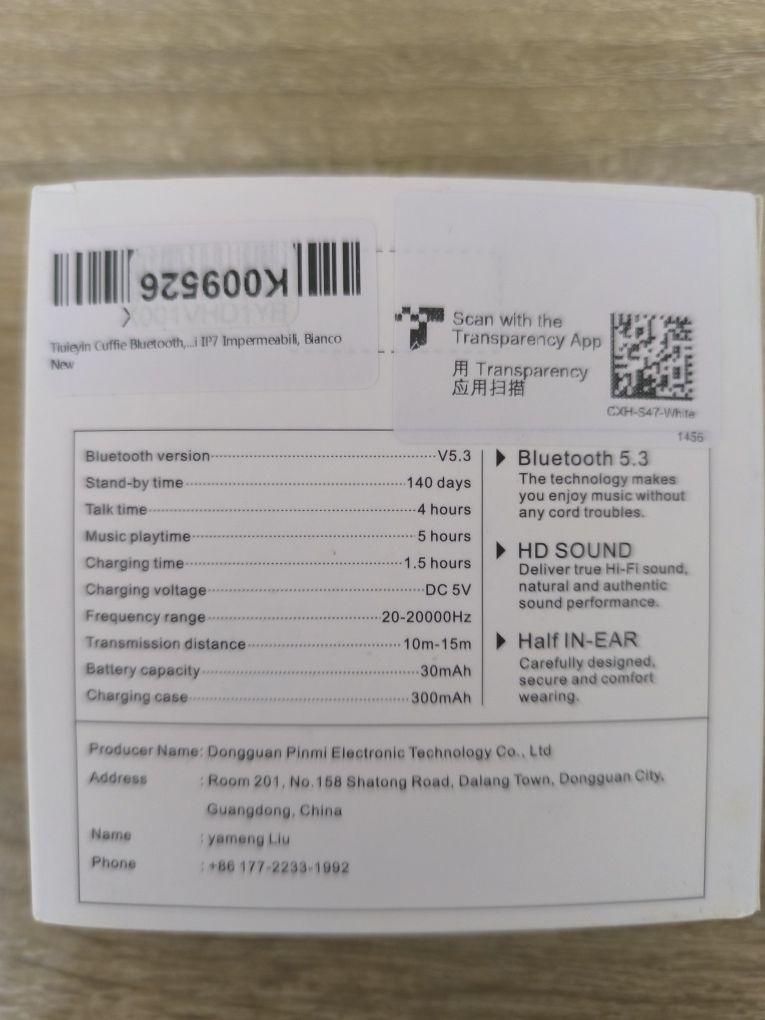 K009526
Tiuleyin Cuffie Bluetooth,...i IP7 Impermeabili, Bianco
New
Scan with the
Transparency App
用 Transparency
应用扫描
CXH-S47-White
1456
Bluetooth version V5.3
Stand-by time 140 days
Talk time 4 hours
Music playtime 5 hours
Charging time 1.5 hours
Charging voltage DC 5V
Frequency range 20-20000Hz
Transmission distance 10m-15m
Battery capacity 30mAh
Charging case 300mAh
Bluetooth 5.3
The technology makes
you enjoy music without
any cord troubles.
HD SOUND
Deliver true Hi-Fi sound,
natural and authentic
sound performance.
Half IN-EAR
Carefully designed,
secure and comfort
wearing.
Producer Name: Dongguan Pinmi Electronic Technology Co., Ltd
Address : Room 201, No.158 Shatong Road, Dalang Town, Dongguan City,
Guangdong, China
Name : yameng Liu
Phone : +86 177-2233-1992